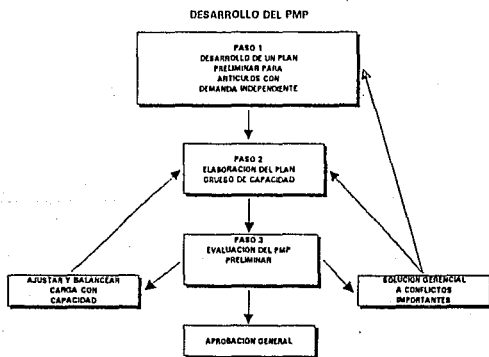 DESARROLLO DEL PMP
PASO 1
DESARROLLO DE UN PLAN
PRELIMINAR PARA
ARTICULOS CON
DEMANDA INDEPENDIENTE
PASO 2
ELABORACION DEL PLAN
GRUESO DE CAPACIDAD
PASO 3
EVALUACION DEL PMP
PRELIMINAR
AJUSTAR Y BALANCEAR
CARGA CON
CAPACIDAD
SOLUCION GERENCIAL
A CONFLICTOS
IMPORTANTES
APROBACION GENERAL